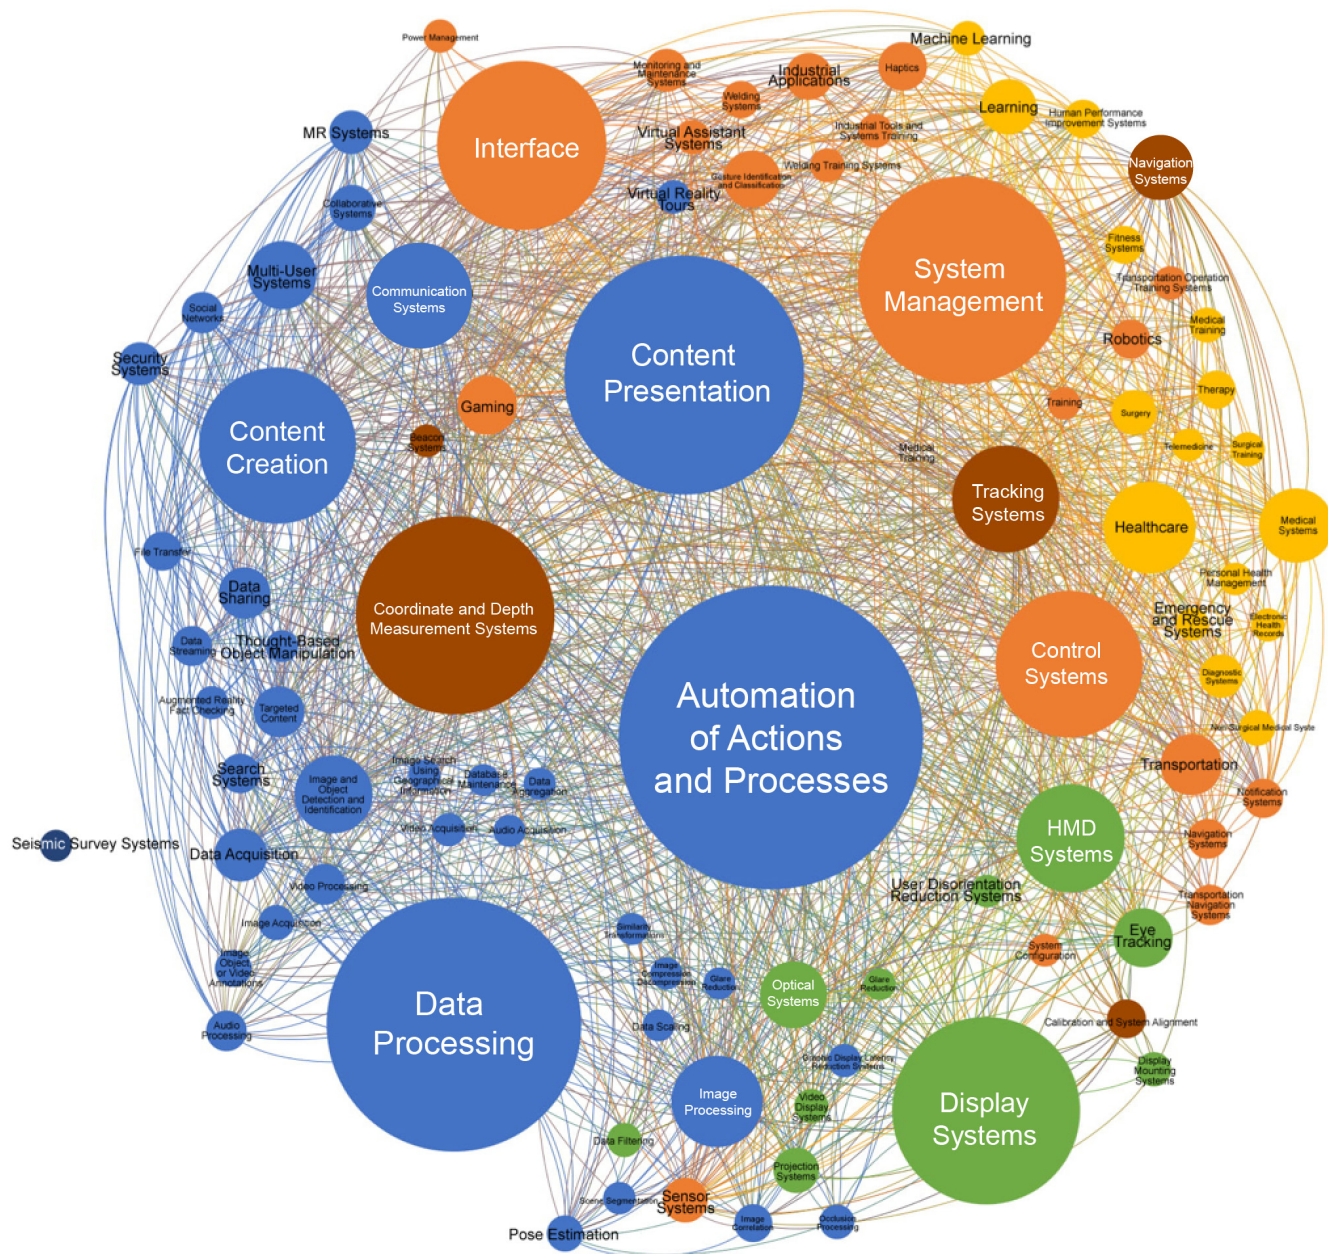 Power Management
Interface
Monitoring and
Maintenance
Systems
Welding
Systems
Industrial
Applications
Haptics
Machine Learning
Learning
Human Performance
Improvement Systems
MR Systems
Virtual Assistant
Systems
Industrial Tools and
Systems Training
Welding Training Systems
Gesture Identification
and Classification
Virtual Reality
Tours
Navigation
Systems
Collaborative
Systems
Multi-User
Systems
Communication
Systems
Social
Networks
Security
Systems
System
Management
Fitness
Systems
Transportation Operation
Training Systems
Medical
Training
Robotics
Content
Presentation
Content
Creation
Gaming
Beacon
Systems
Training
Therapy
Surgery
Telemedicine
Surgical
Training
Medical
Training
Tracking
Systems
Healthcare
Medical
Systems
File Transfer
Data
Sharing
Coordinate and Depth
Measurement Systems
Personal Health
Management
Emergency
and Rescue
Systems
Electronic
Health
Records
Data
Streaming
Thought-Based
Object Manipulation
Control
Systems
Diagnostic
Systems
Augmented Reality
Fact Checking
Targeted
Content
Automation
of Actions
and Processes
Non-Surgical Medical Syste
Search
Systems
Image and
Object
Detection and
Identification
Image Search
Using
Geographical
Information
Database
Maintenance
Data
Aggregation
Transportation
Notification
Systems
Video Acquisition
Audio Acquisition
HMD
Systems
Navigation
Systems
Seismic Survey Systems
Data Acquisition
Video Processing
User Disorientation
Reduction Systems
Transportation
Navigation
Systems
Image Acquisition
Similarity
Transformations
Eye
Tracking
System
Configuration
Image
Object
or Video
Annotations
Image
Compression
Decompression
Glare
Reduction
Optical
Systems
Glare
Reduction
Audio
Processing
Data
Processing
Data Scaling
Calibration and System Alignment
Graphic Display Latency
Reduction Systems
Display
Mounting
Systems
Image
Processing
Video
Display
Systems
Display
Systems
Data Filtering
Projection
Systems
Scene Segmentation
Sensor
Systems
Pose Estimation
Image
Correlation
Occlusion
Processing